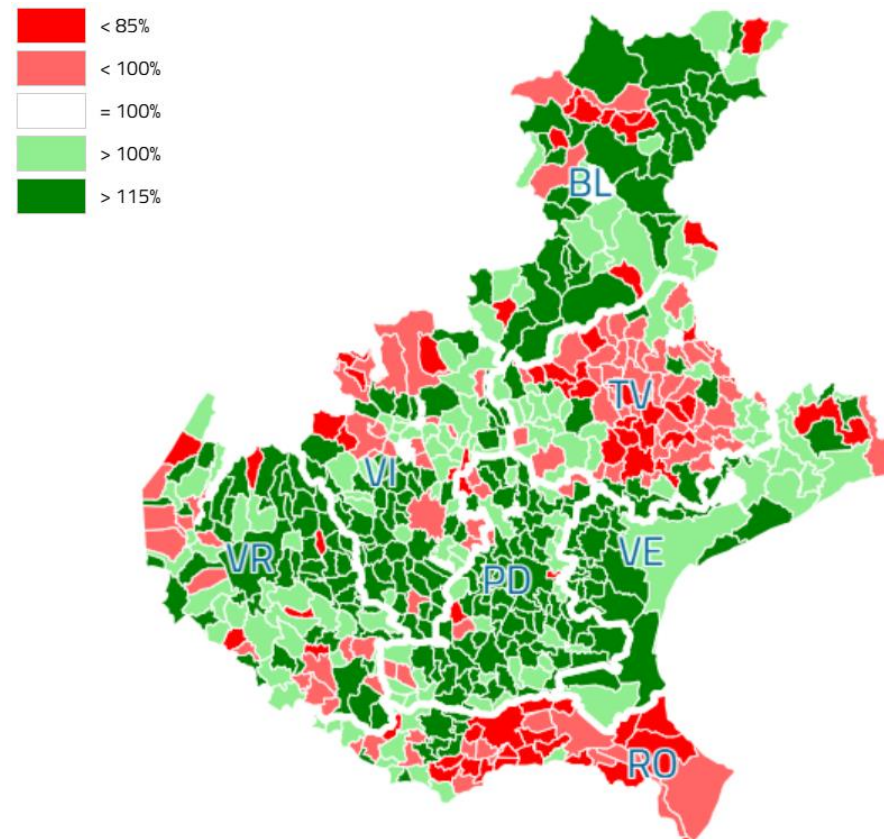 < 85%
< 100%
= 100%
> 100%
> 115%
BL
TV
VI
VR
PD
VE
RO